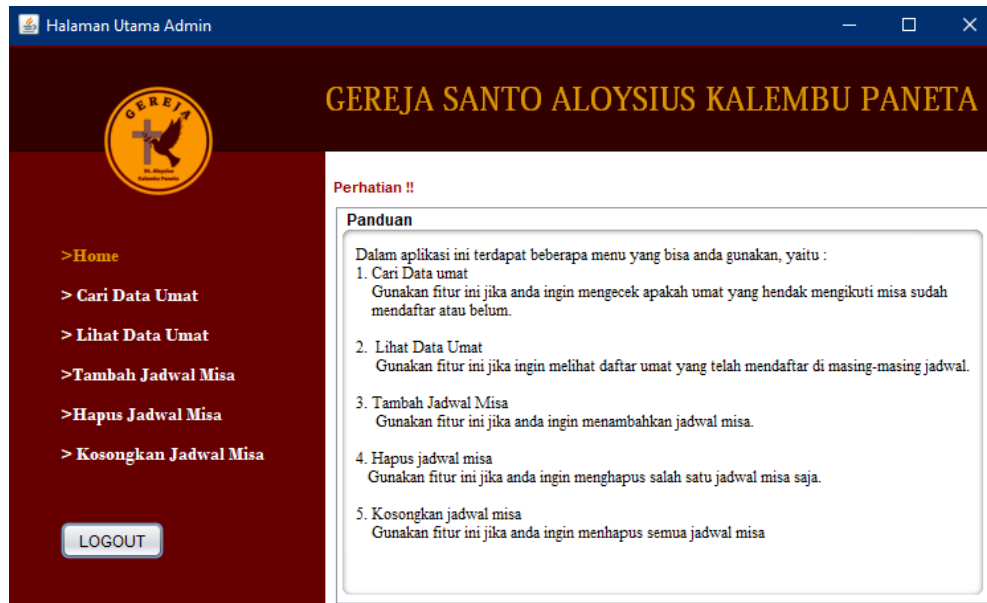 Halaman Utama Admin
GEREJA SANTO ALOYSIUS KALEMBU PANETA
GEREJA
St. Aloysius
Kalembu Paneta
Perhatian !!
Panduan
>Home
> Cari Data Umat
> Lihat Data Umat
>Tambah Jadwal Misa
>Hapus Jadwal Misa
> Kosongkan Jadwal Misa
LOGOUT
Dalam aplikasi ini terdapat beberapa menu yang bisa anda gunakan, yaitu :
1. Cari Data umat
Gunakan fitur ini jika anda ingin mengecek apakah umat yang hendak mengikuti misa sudah
mendaftar atau belum.
2. Lihat Data Umat
Gunakan fitur ini jika ingin melihat daftar umat yang telah mendaftar di masing-masing jadwal.
3. Tambah Jadwal Misa
Gunakan fitur ini jika anda ingin menambahkan jadwal misa.
4. Hapus jadwal misa
Gunakan fitur ini jika anda ingin menghapus salah satu jadwal misa saja.
5. Kosongkan jadwal misa
Gunakan fitur ini jika anda ingin menhapus semua jadwal misa